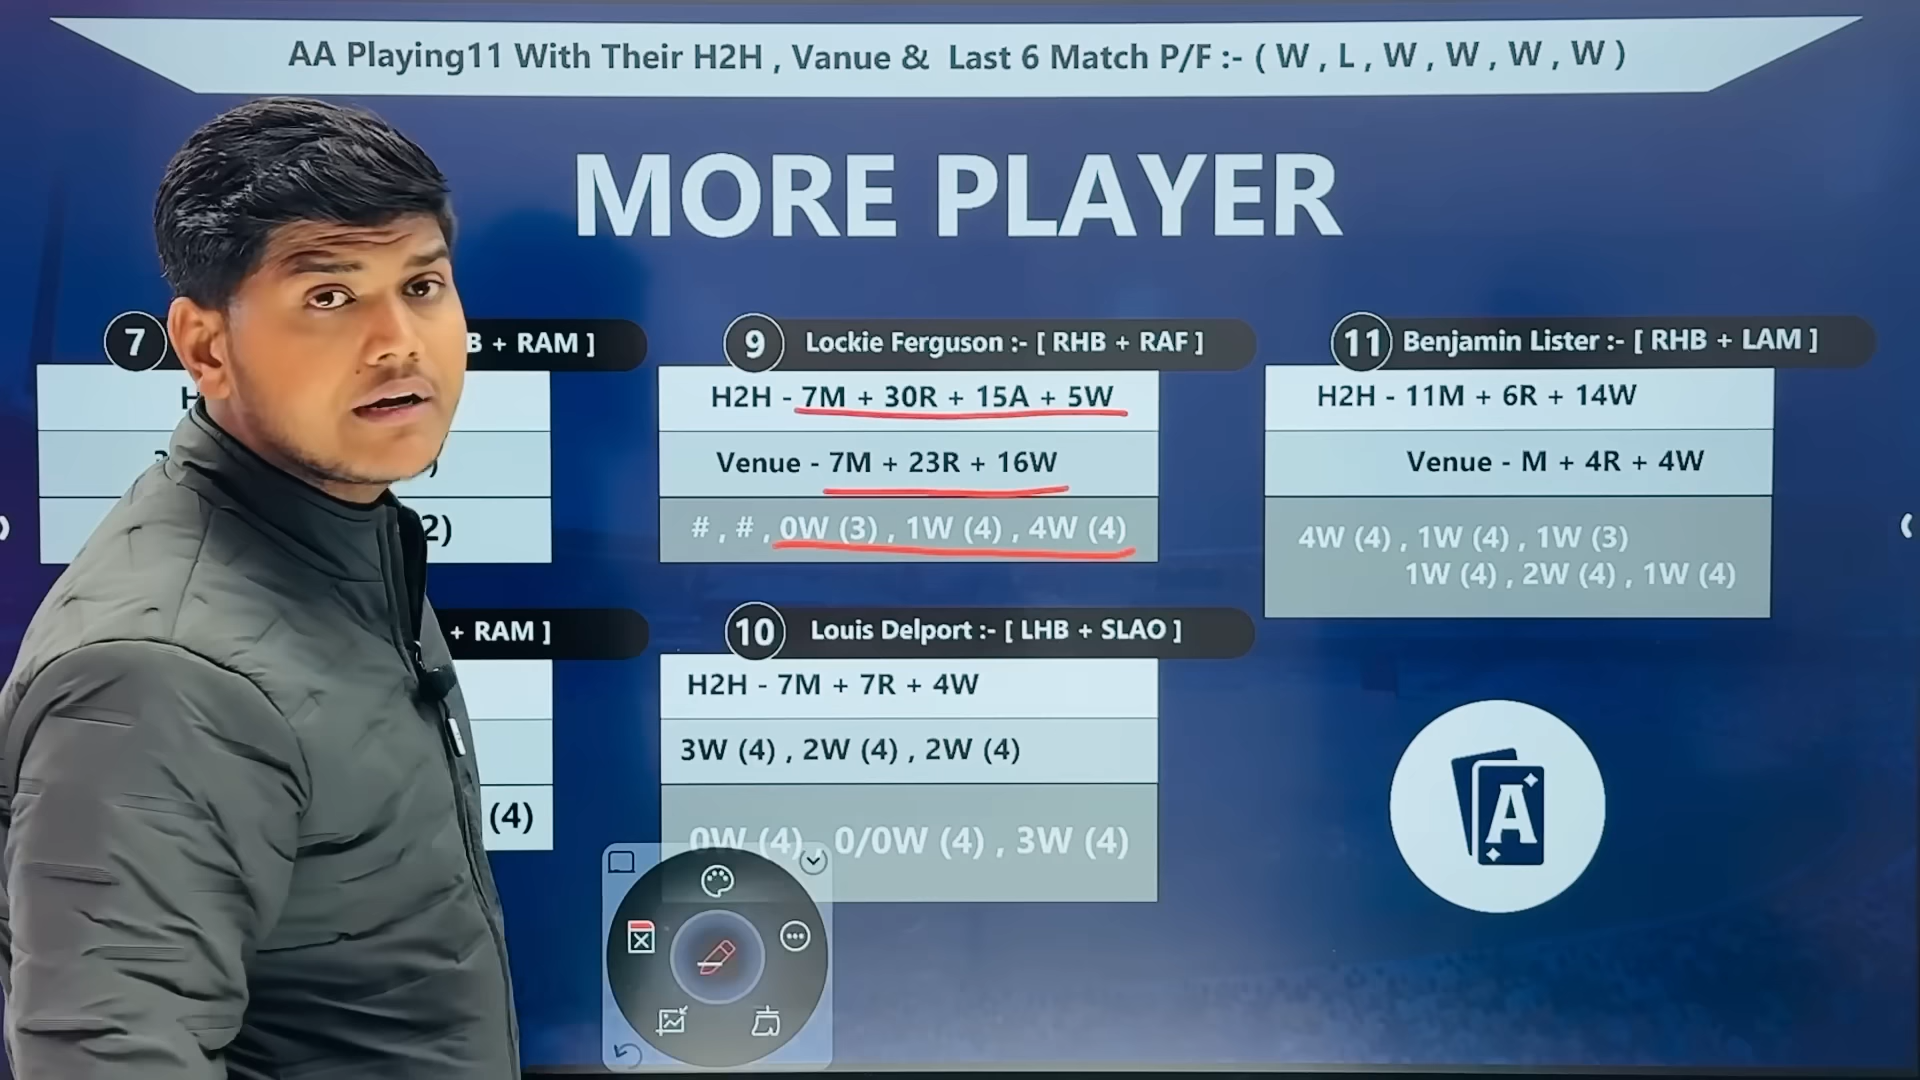 AA Playing11 With Their H2H , Vanue & Last 6 Match P/F :- ( W , L , W , W , W , W )
MORE PLAYER
7
B + RAM ]
H
2)
+ RAM ]
(4)
9 Lockie Ferguson :- [ RHB + RAF ]
H2H - 7M + 30R + 15A + 5W
Venue - 7M + 23R + 16W
# , # , 0W (3) , 1W (4) , 4W (4)
10 Louis Delport :- [ LHB + SLAO ]
H2H - 7M + 7R + 4W
3W (4) , 2W (4) , 2W (4)
0W (4) , 0/0W (4) , 3W (4)
11 Benjamin Lister :- [ RHB + LAM ]
H2H - 11M + 6R + 14W
Venue - M + 4R + 4W
4W (4) , 1W (4) , 1W (3)
1W (4) , 2W (4) , 1W (4)
A